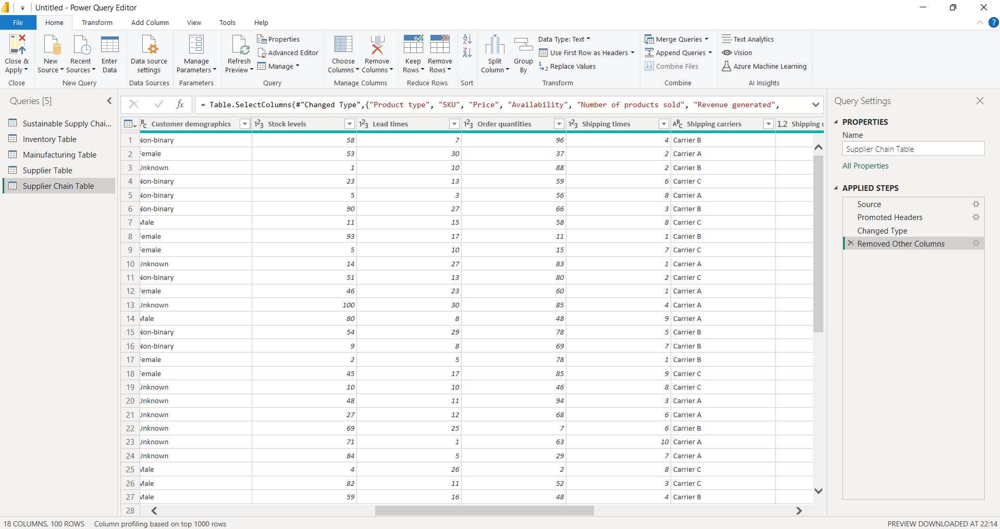 Untitled - Power Query Editor
File Home Transform Add Column View Tools Help ?
Close & Apply
Close
New Source
Recent Sources
Enter Data
New Query
Data source settings
Data Sources
Manage Parameters
Parameters
Refresh Preview
Properties
Advanced Editor
Manage
Query
Choose Columns
Remove Columns
Manage Columns
Keep Rows
Remove Rows
Reduce Rows
Sort
Split Column
Group By
Data Type: Text
Use First Row as Headers
Replace Values
Transform
Merge Queries
Append Queries
Combine Files
Combine
Text Analytics
Vision
Azure Machine Learning
AI Insights
Queries [5]
Sustainable Supply Chai...
Inventory Table
Mainufacturing Table
Supplier Table
Supplier Chain Table
fx = Table.SelectColumns(#"Changed Type",{"Product type", "SKU", "Price", "Availability", "Number of products sold", "Revenue generated",
Customer demographics 123 Stock levels 123 Lead times 123 Order quantities 123 Shipping times ABC Shipping carriers 1.2 Shipping
1 Non-binary 58 7 96 4 Carrier B
2 Female 53 30 37 2 Carrier A
3 Unknown 1 10 88 2 Carrier B
4 Non-binary 23 13 59 6 Carrier C
5 Non-binary 5 3 56 8 Carrier A
6 Non-binary 90 27 66 3 Carrier B
7 Male 11 15 58 8 Carrier C
8 Female 93 17 11 1 Carrier B
9 Female 5 10 15 7 Carrier C
10 Unknown 14 27 83 1 Carrier A
11 Non-binary 51 13 80 2 Carrier C
12 Female 46 23 60 1 Carrier A
13 Unknown 100 30 85 4 Carrier A
14 Male 80 8 48 9 Carrier A
15 Non-binary 54 29 78 5 Carrier B
16 Non-binary 9 8 69 7 Carrier B
17 Female 2 5 78 1 Carrier B
18 Female 45 17 85 9 Carrier C
19 Unknown 10 10 46 8 Carrier C
20 Unknown 48 11 94 3 Carrier A
21 Unknown 27 12 68 6 Carrier A
22 Unknown 69 25 7 6 Carrier B
23 Unknown 71 1 63 10 Carrier A
24 Unknown 84 5 29 7 Carrier A
25 Male 4 26 2 8 Carrier C
26 Male 82 11 52 3 Carrier C
27 Male 59 16 48 4 Carrier B
28
Query Settings
PROPERTIES
Name
Supplier Chain Table
All Properties
APPLIED STEPS
Source
Promoted Headers
Changed Type
Removed Other Columns
18 COLUMNS, 100 ROWS Column profiling based on top 1000 rows
PREVIEW DOWNLOADED AT 22:14